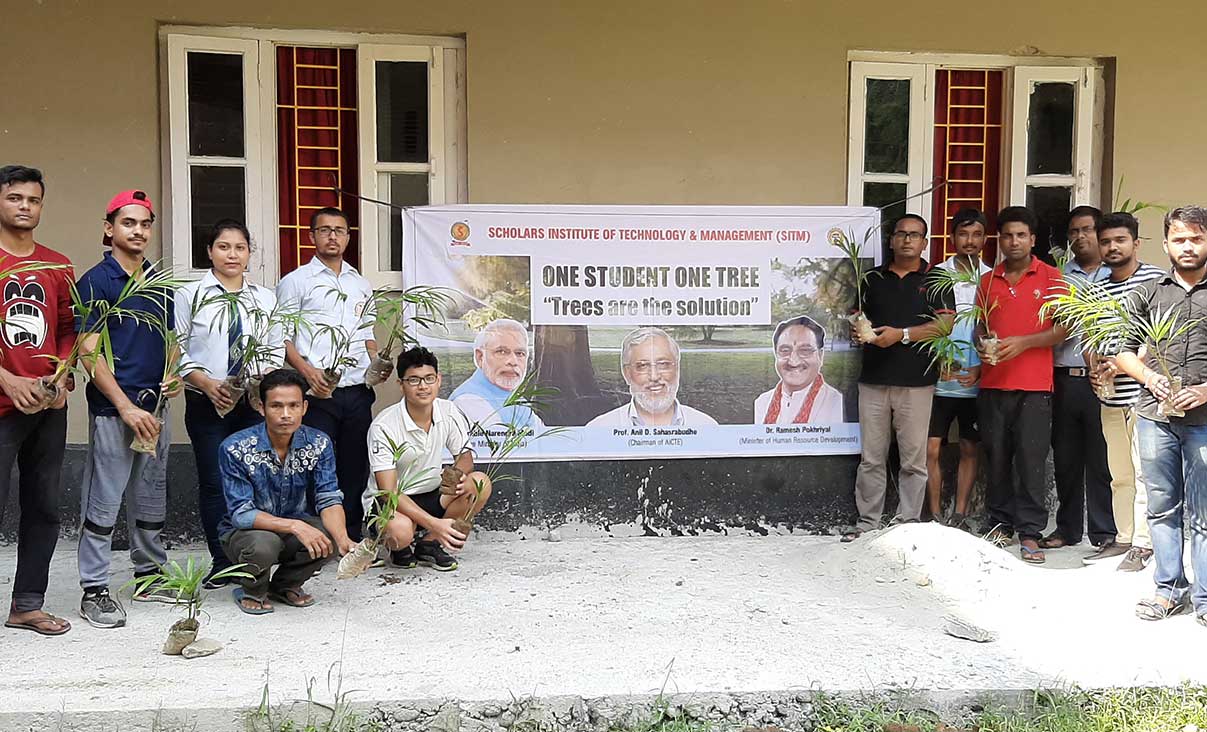 SCHOLARS INSTITUTE OF TECHNOLOGY & MANAGEMENT (SITM)
ONE STUDENT ONE TREE
“Trees are the solution”
Narendra
Prof. Anil D. Sahasrabudhe
(Chairman of AICTE)
Dr. Ramesh Pokhriyal
(Minister of Human Resource Development)